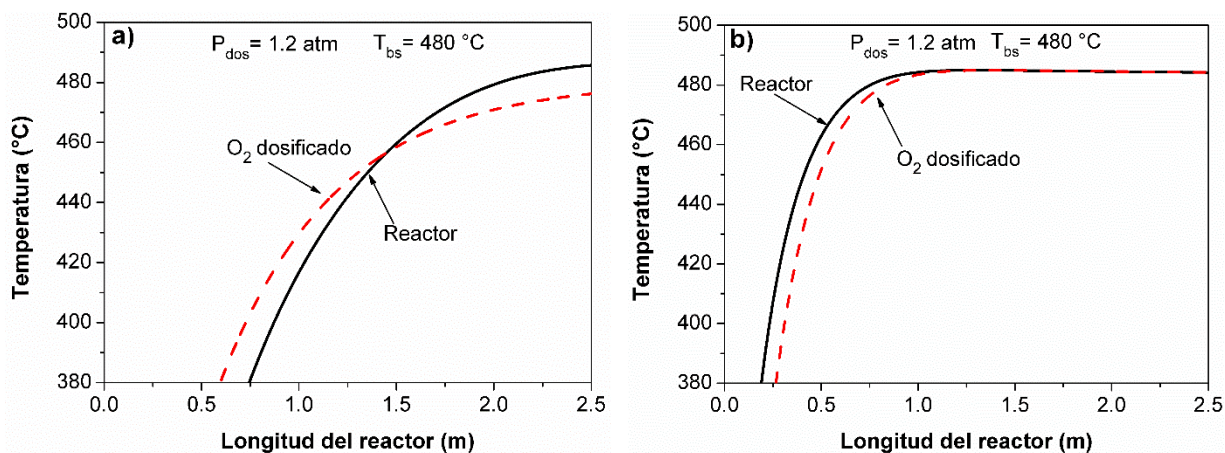 a)
P_dos= 1.2 atm T_bs= 480 °C
500
480
460
440
420
400
380
Temperatura (°C)
O_2 dosificado
Reactor
0.0 0.5 1.0 1.5 2.0 2.5
Longitud del reactor (m)
b)
P_dos= 1.2 atm T_bs= 480 °C
500
480
460
440
420
400
380
Temperatura (°C)
Reactor
O_2 dosificado
0.0 0.5 1.0 1.5 2.0 2.5
Longitud del reactor (m)